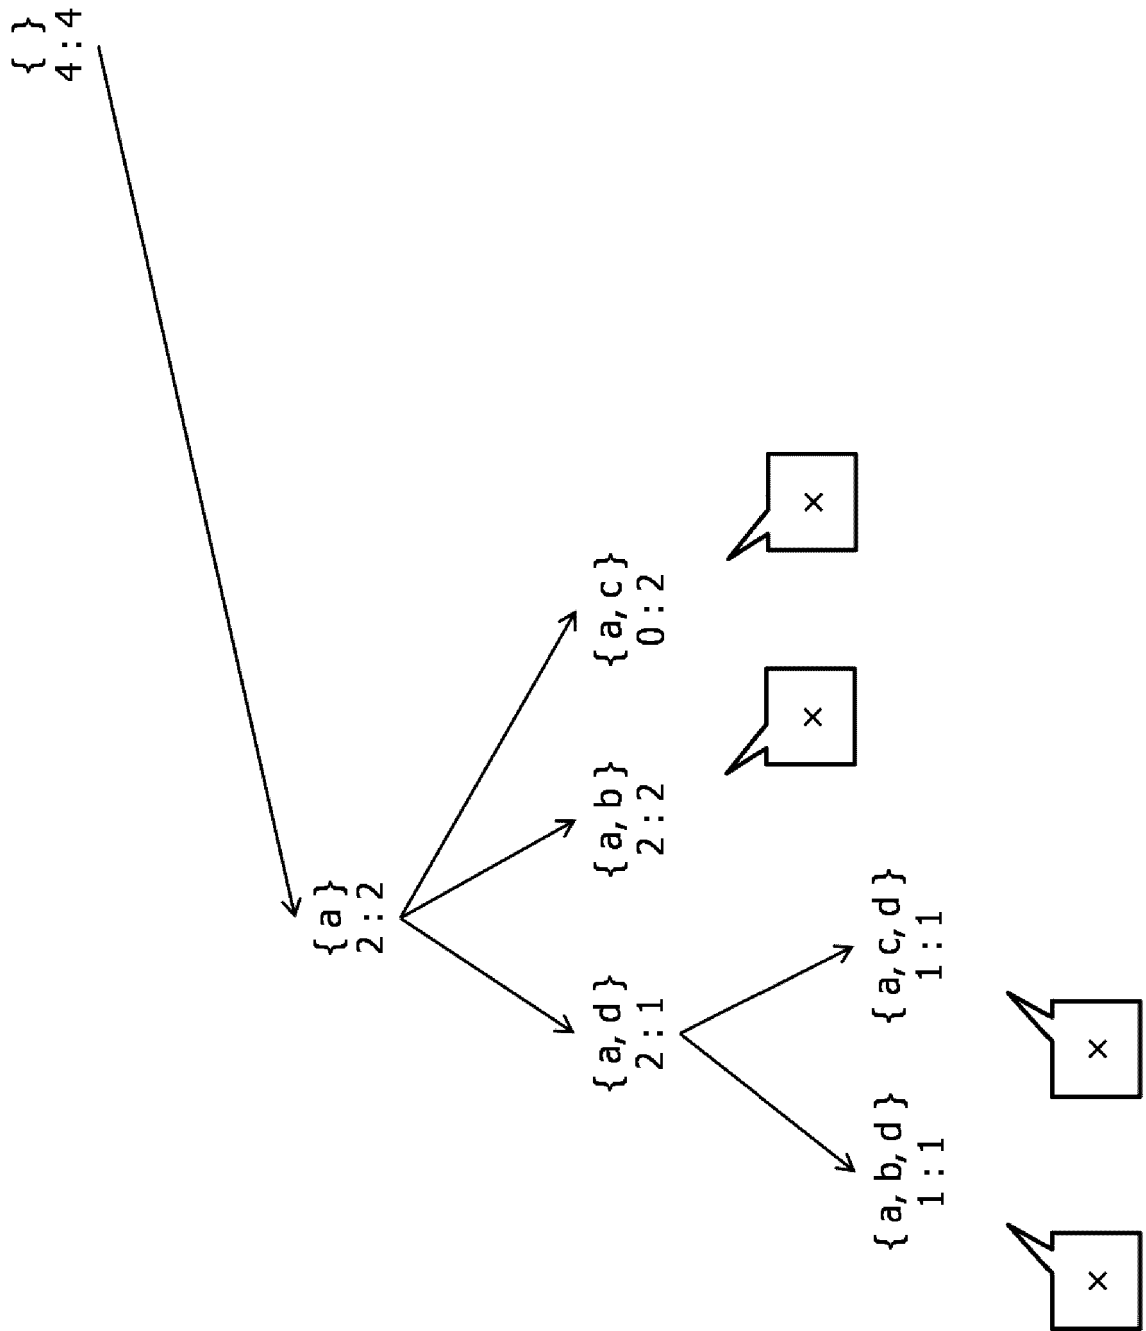 { }
4:4
{a}
2:2
{a,d}
2:1
{a,b}
2:2
{a,c}
0:2
{a,b,d}
1:1
{a,c,d}
1:1
×
×
×
×